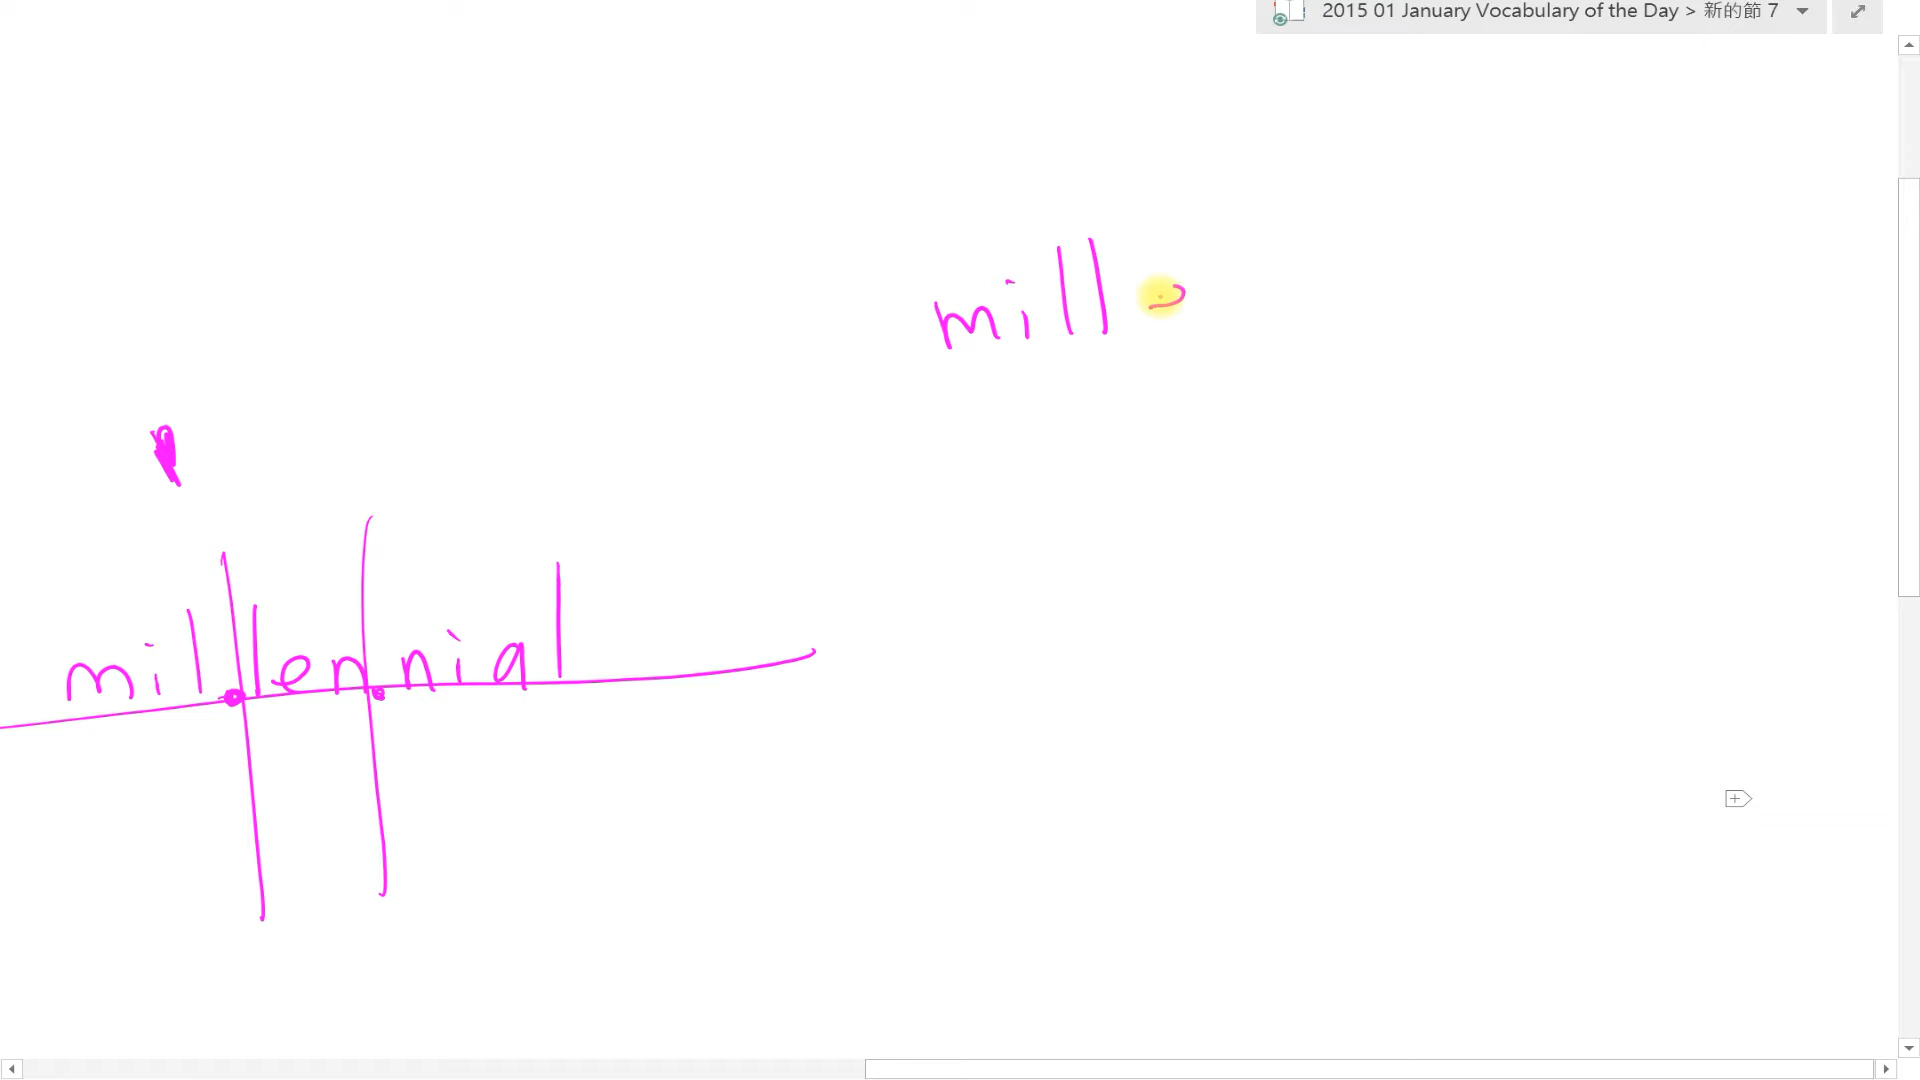 2015 01 January Vocabulary of the Day > 新的節 7
mill
millennial